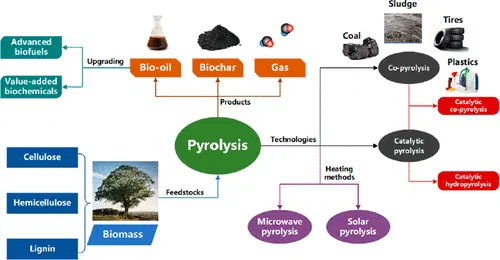 Sludge
Tires
Coal
Advanced
biofuels
Upgrading
Bio-oil
Biochar
Gas
Co-pyrolysis
Plastics
Value-added
biochemicals
Products
Catalytic
co-pyrolysis
Pyrolysis
Technologies
Catalytic
pyrolysis
Cellulose
Heating
methods
Catalytic
hydropyrolysis
Feedstocks
Hemicellulose
Microwave
pyrolysis
Solar
pyrolysis
Biomass
Lignin